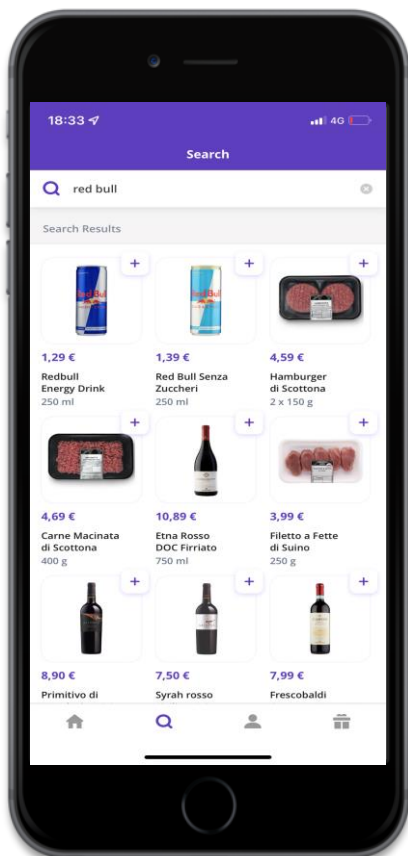 18:33
4G
Search
red bull
Search Results
+ + +
1,29 € 1,39 € 4,59 €
Redbull Red Bull Senza Hamburger
Energy Drink Zuccheri di Scottona
250 ml 250 ml 2 x 150 g
+ + +
4,69 € 10,89 € 3,99 €
Carne Macinata Etna Rosso Filetto a Fette
di Scottona DOC Firriato di Suino
400 g 750 ml 250 g
+ + +
8,90 € 7,50 € 7,99 €
Primitivo di Syrah rosso Frescobaldi